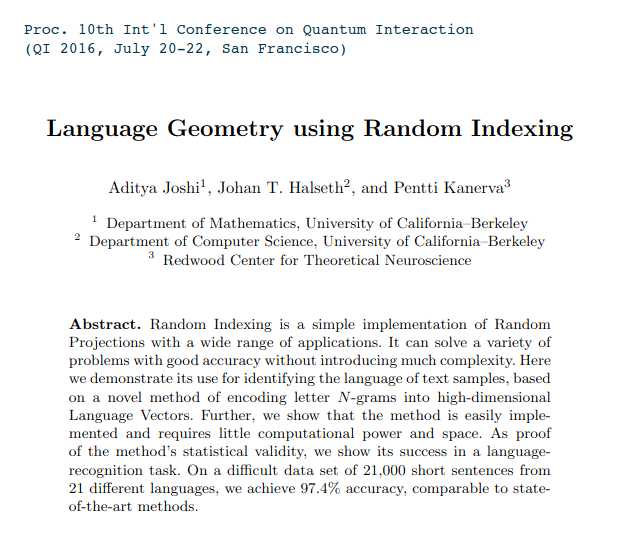 Proc. 10th Int'l Conference on Quantum Interaction
(QI 2016, July 20-22, San Francisco)
Language Geometry using Random Indexing
Aditya Joshi¹, Johan T. Halseth², and Pentti Kanerva³
¹ Department of Mathematics, University of California–Berkeley
² Department of Computer Science, University of California–Berkeley
³ Redwood Center for Theoretical Neuroscience
Abstract. Random Indexing is a simple implementation of Random
Projections with a wide range of applications. It can solve a variety of
problems with good accuracy without introducing much complexity. Here
we demonstrate its use for identifying the language of text samples, based
on a novel method of encoding letter N-grams into high-dimensional
Language Vectors. Further, we show that the method is easily imple-
mented and requires little computational power and space. As proof
of the method's statistical validity, we show its success in a language-
recognition task. On a difficult data set of 21,000 short sentences from
21 different languages, we achieve 97.4% accuracy, comparable to state-
of-the-art methods.